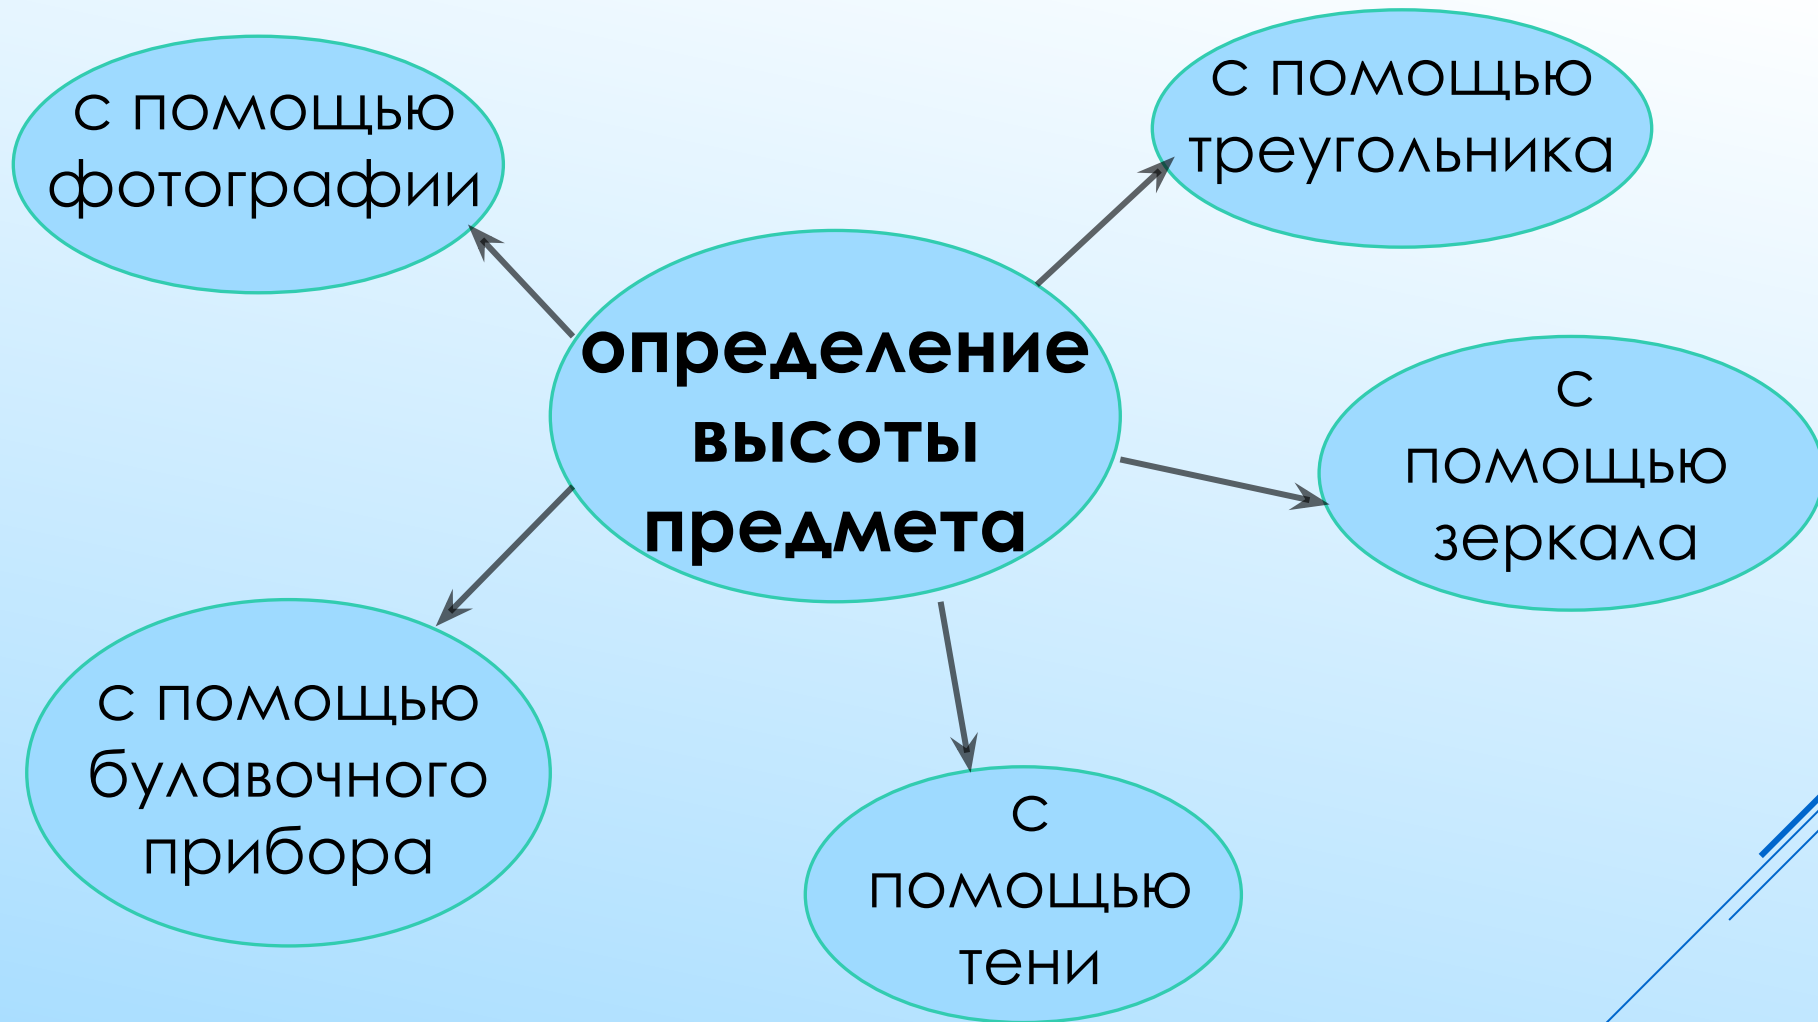 с помощью
фотографии
с помощью
треугольника
определение
высоты
предмета
с
помощью
зеркала
с помощью
булавочного
прибора
с
помощью
тени